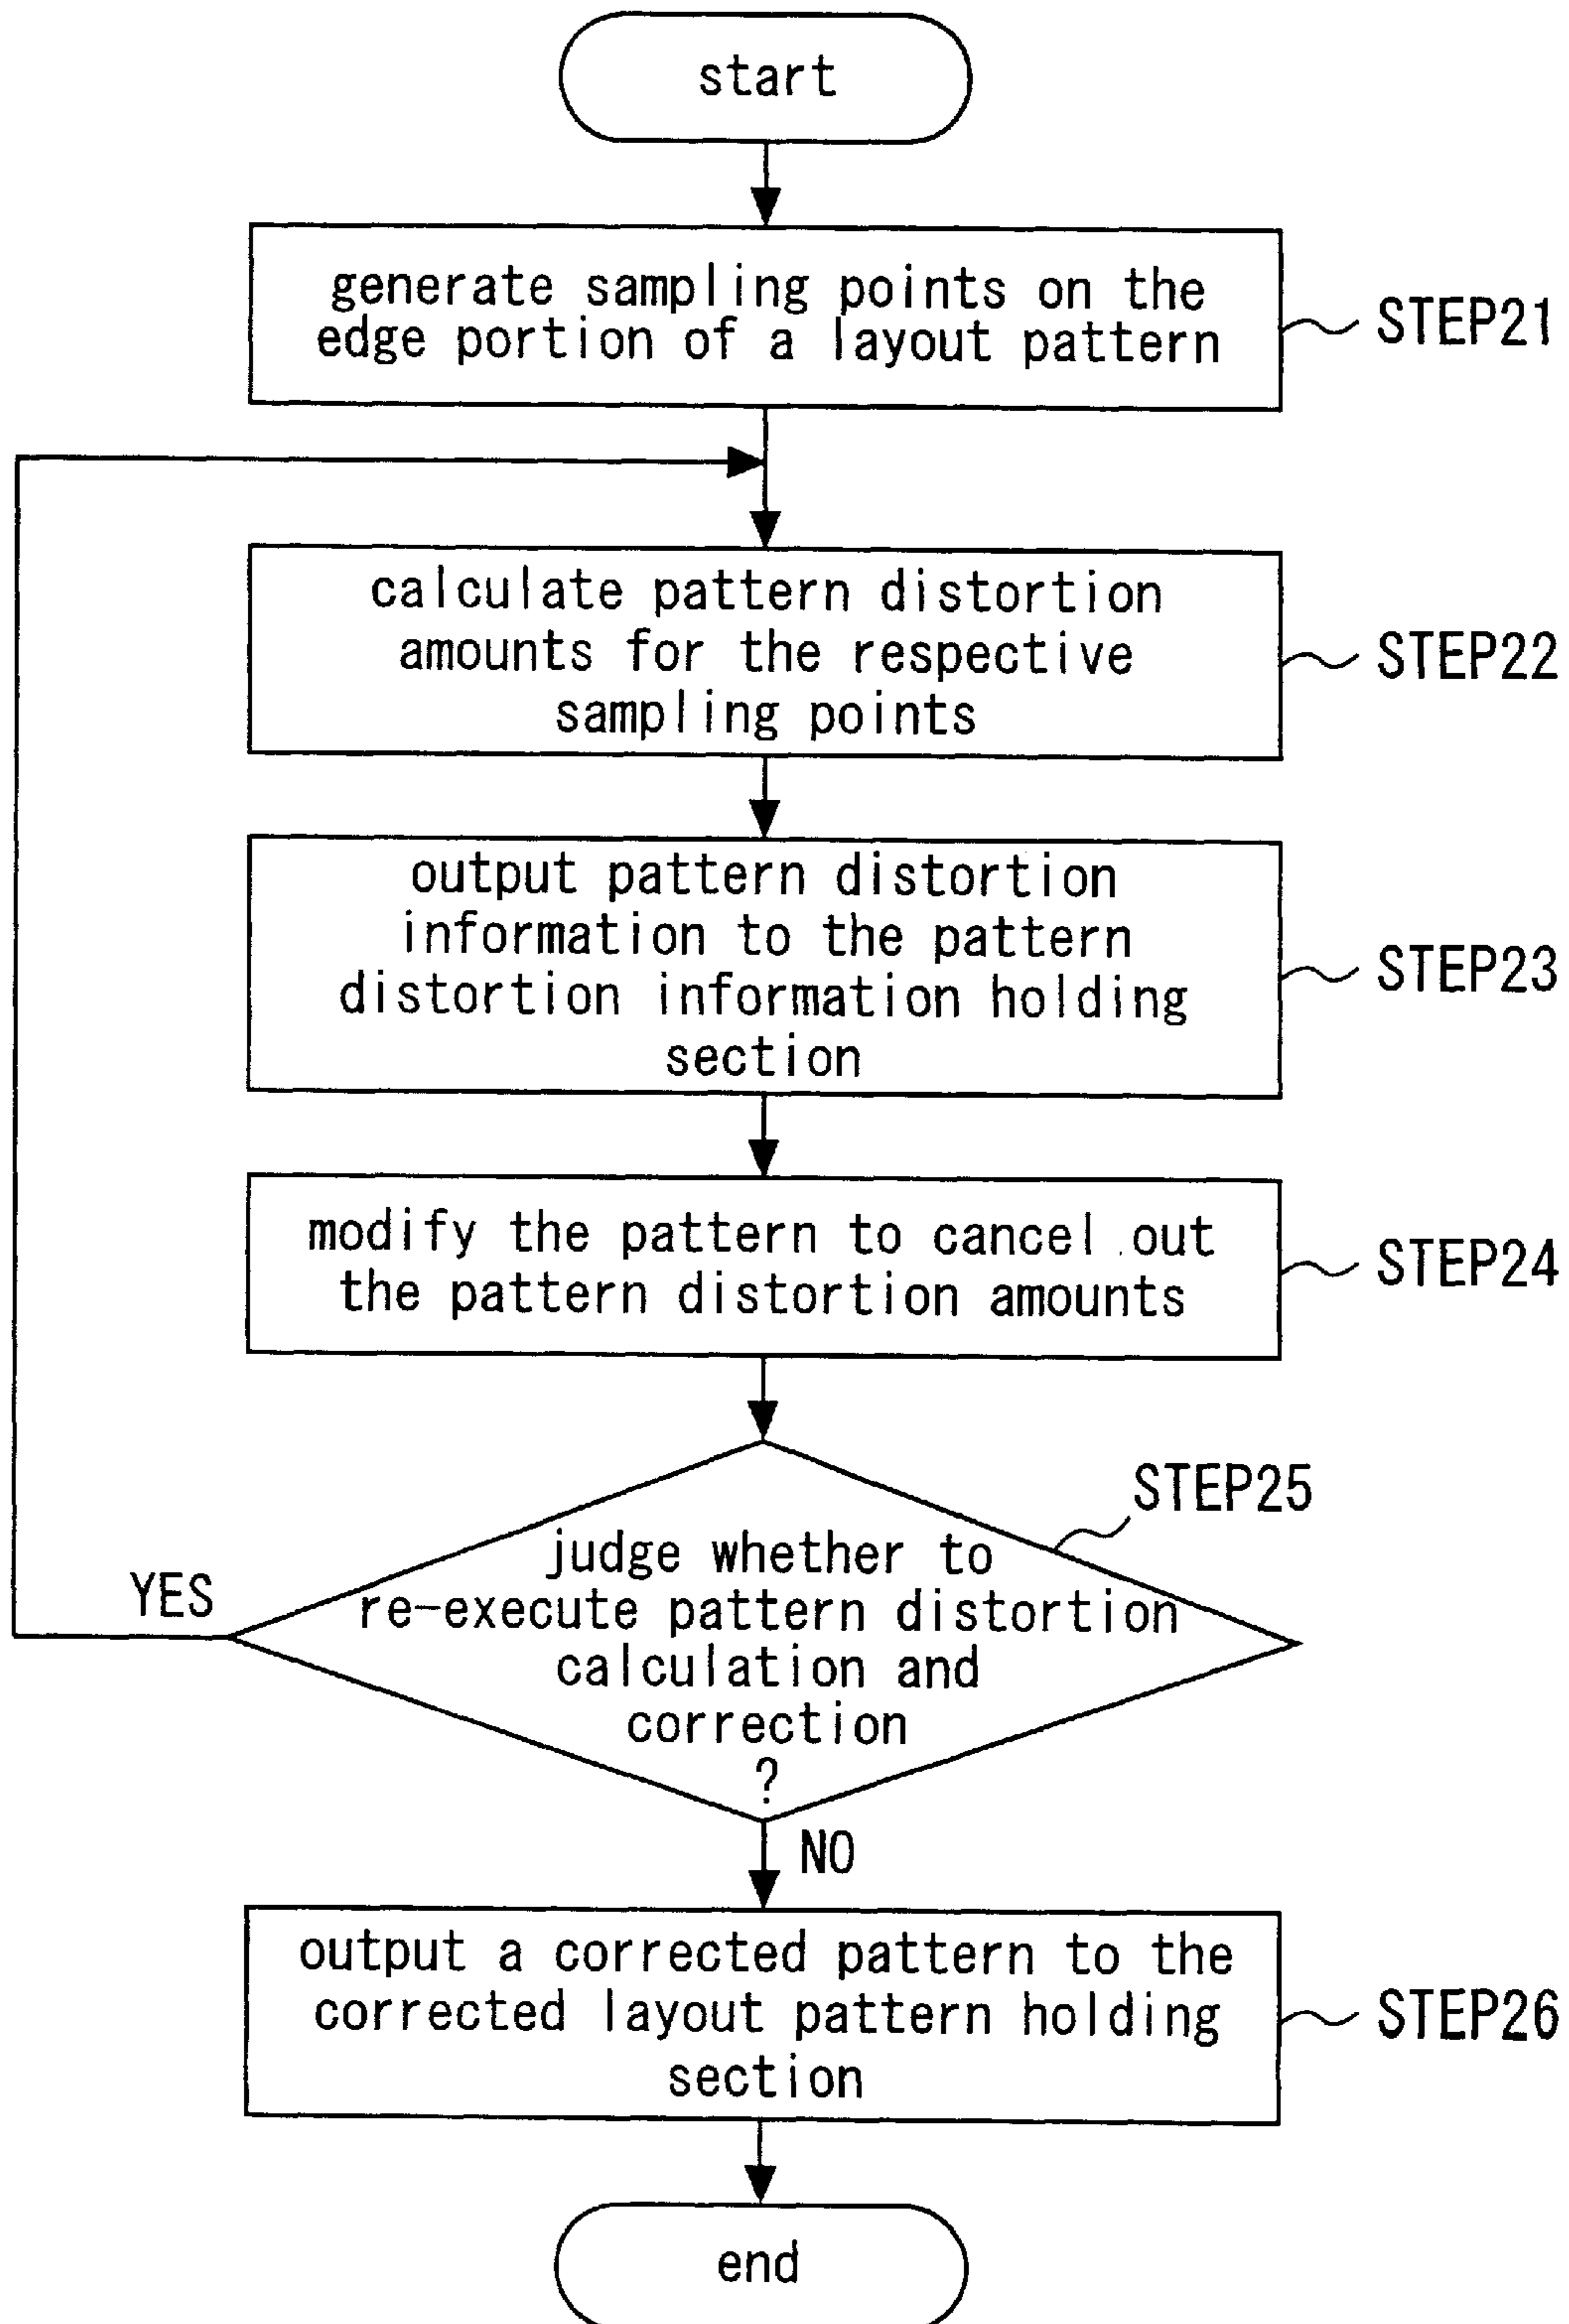 start
generate sampling points on the
edge portion of a layout pattern
STEP21
calculate pattern distortion
amounts for the respective
sampling points
STEP22
output pattern distortion
information to the pattern
distortion information holding
section
STEP23
modify the pattern to cancel out
the pattern distortion amounts
STEP24
STEP25
judge whether to
re-execute pattern distortion
calculation and
correction
?
YES
NO
output a corrected pattern to the
corrected layout pattern holding
section
STEP26
end